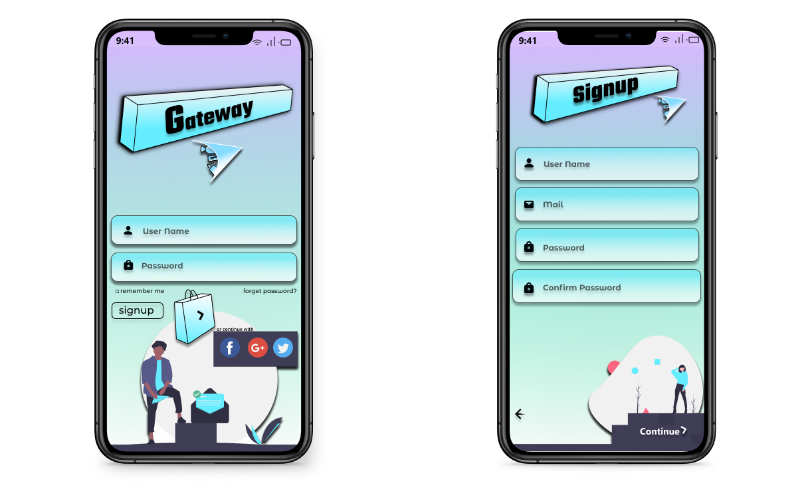 9:41
Gateway
User Name
Password
remember me
forget password?
signup
or continue with
f
G+
9:41
Signup
User Name
Mail
Password
Confirm Password
Continue